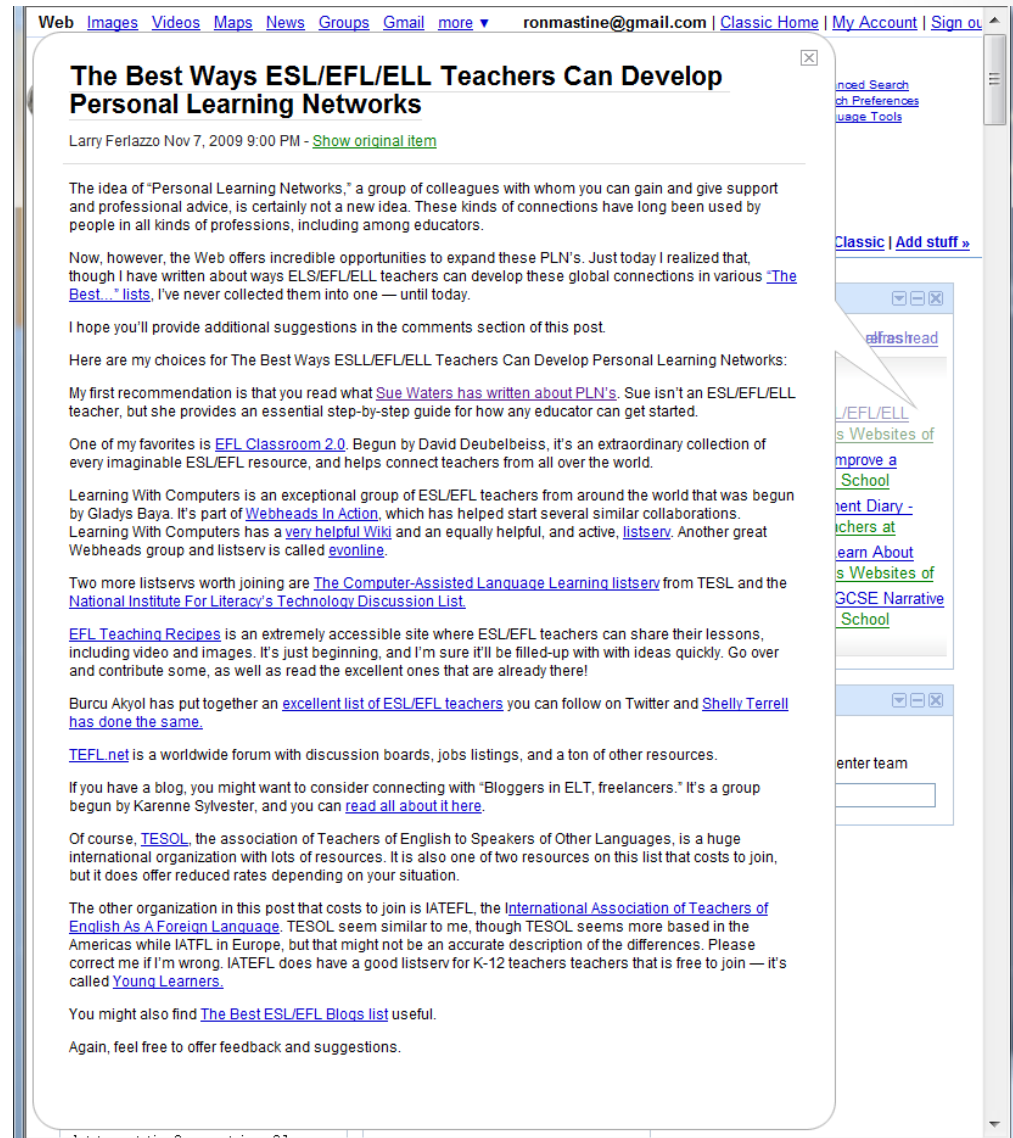 Web Images Videos Maps News Groups Gmail more ▼ ronmastine@gmail.com | Classic Home | My Account | Sign ou
The Best Ways ESL/EFL/ELL Teachers Can Develop
Personal Learning Networks
Larry Ferlazzo Nov 7, 2009 9:00 PM - Show original item
The idea of “Personal Learning Networks,” a group of colleagues with whom you can gain and give support
and professional advice, is certainly not a new idea. These kinds of connections have long been used by
people in all kinds of professions, including among educators.
Now, however, the Web offers incredible opportunities to expand these PLN’s. Just today I realized that,
though I have written about ways ELS/EFL/ELL teachers can develop these global connections in various “The
Best...” lists, I’ve never collected them into one — until today.
I hope you’ll provide additional suggestions in the comments section of this post.
Here are my choices for The Best Ways ESLL/EFL/ELL Teachers Can Develop Personal Learning Networks:
My first recommendation is that you read what Sue Waters has written about PLN’s. Sue isn’t an ESL/EFL/ELL
teacher, but she provides an essential step-by-step guide for how any educator can get started.
One of my favorites is EFL Classroom 2.0. Begun by David Deubelbeiss, it’s an extraordinary collection of
every imaginable ESL/EFL resource, and helps connect teachers from all over the world.
Learning With Computers is an exceptional group of ESL/EFL teachers from around the world that was begun
by Gladys Baya. It’s part of Webheads In Action, which has helped start several similar collaborations.
Learning With Computers has a very helpful Wiki and an equally helpful, and active, listserv. Another great
Webheads group and listserv is called evonline.
Two more listservs worth joining are The Computer-Assisted Language Learning listserv from TESL and the
National Institute For Literacy’s Technology Discussion List.
EFL Teaching Recipes is an extremely accessible site where ESL/EFL teachers can share their lessons,
including video and images. It’s just beginning, and I’m sure it’ll be filled-up with with ideas quickly. Go over
and contribute some, as well as read the excellent ones that are already there!
Burcu Akyol has put together an excellent list of ESL/EFL teachers you can follow on Twitter and Shelly Terrell
has done the same.
TEFL.net is a worldwide forum with discussion boards, jobs listings, and a ton of other resources.
If you have a blog, you might want to consider connecting with “Bloggers in ELT, freelancers.” It’s a group
begun by Karenne Sylvester, and you can read all about it here.
Of course, TESOL, the association of Teachers of English to Speakers of Other Languages, is a huge
international organization with lots of resources. It is also one of two resources on this list that costs to join,
but it does offer reduced rates depending on your situation.
The other organization in this post that costs to join is IATEFL, the International Association of Teachers of
English As A Foreign Language. TESOL seem similar to me, though TESOL seems more based in the
Americas while IATFL in Europe, but that might not be an accurate description of the differences. Please
correct me if I’m wrong. IATEFL does have a good listserv for K-12 teachers teachers that is free to join — it’s
called Young Learners.
You might also find The Best ESL/EFL Blogs list useful.
Again, feel free to offer feedback and suggestions.
nced Search
ch Preferences
uage Tools
Classic | Add stuff »
read
L/EFL/ELL
s Websites of
mprove a
School
nent Diary -
chers at
earn About
s Websites of
GCSE Narrative
School
enter team